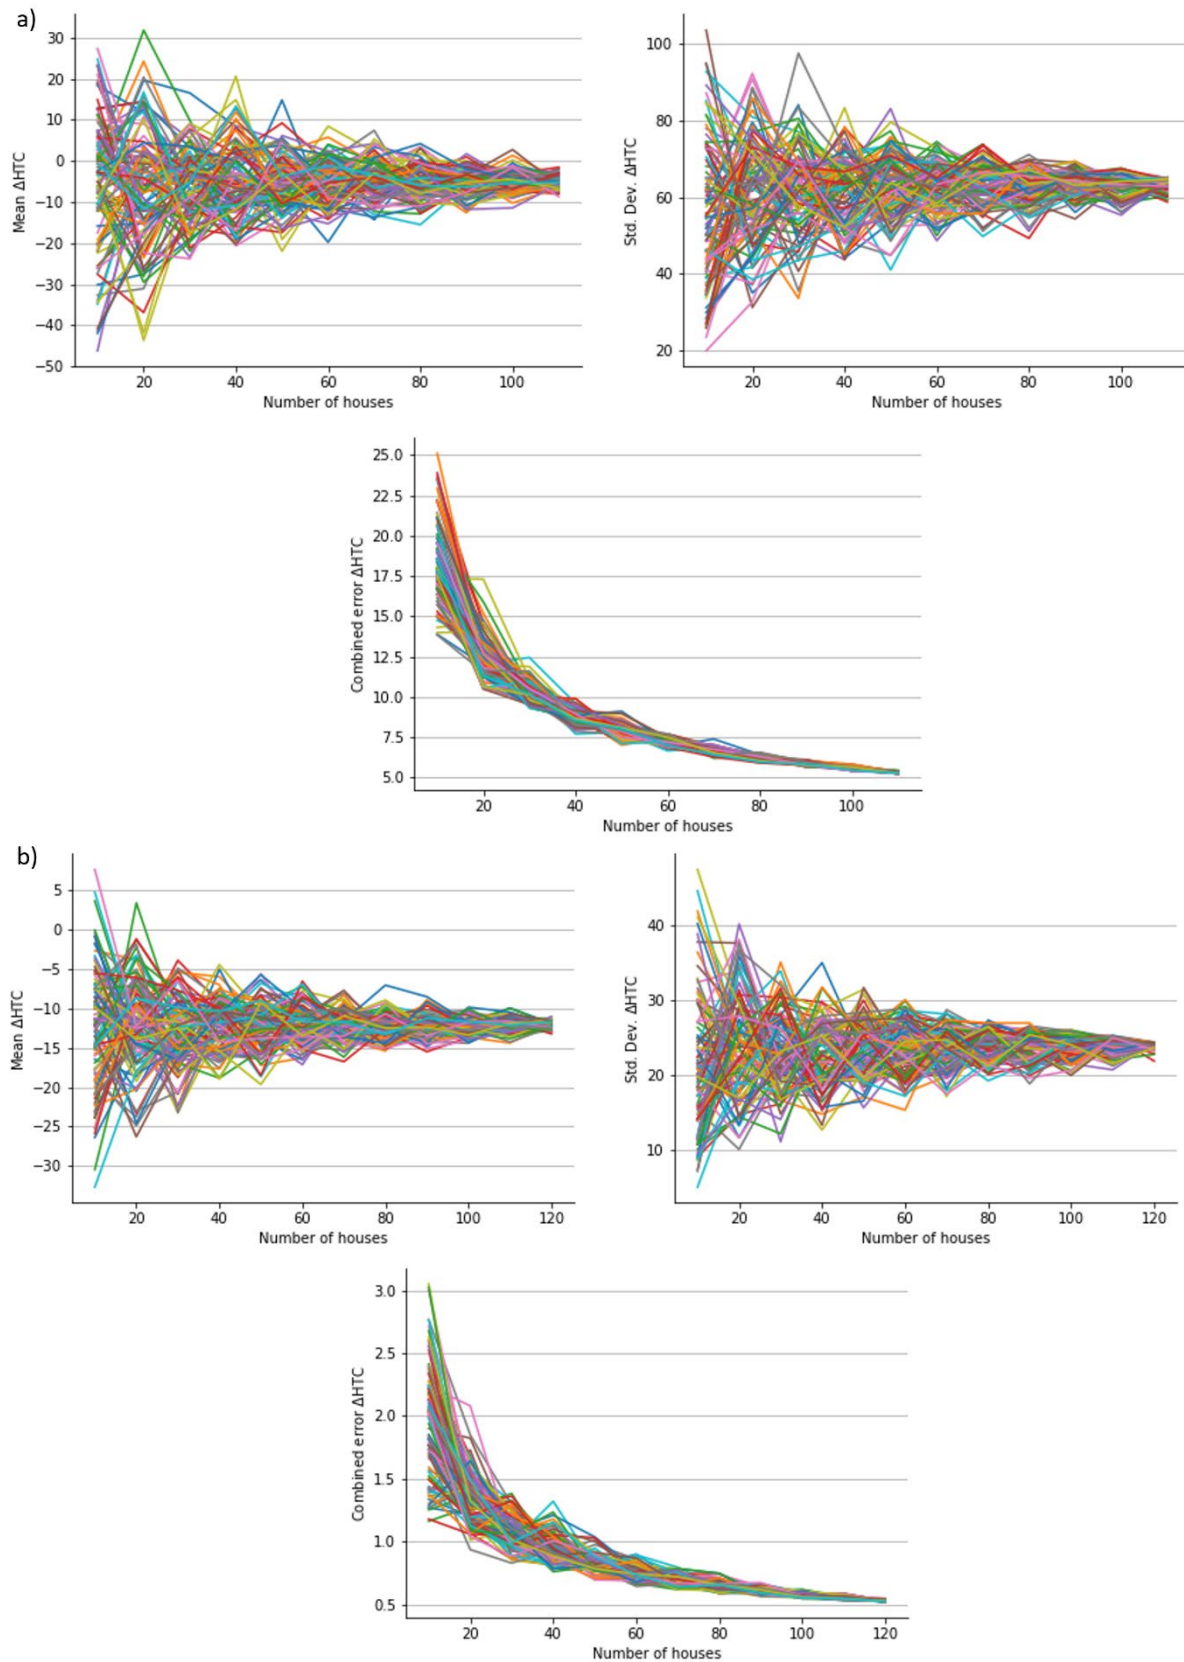 a)
30
20
10
0
−10
−20
−30
−40
−50
Mean ΔHTC
20 40 60 80 100
Number of houses
100
80
60
40
20
Std. Dev. ΔHTC
20 40 60 80 100
Number of houses
25.0
22.5
20.0
17.5
15.0
12.5
10.0
7.5
5.0
Combined error ΔHTC
20 40 60 80 100
Number of houses
b)
5
0
−5
−10
−15
−20
−25
−30
Mean ΔHTC
20 40 60 80 100 120
Number of houses
40
30
20
10
Std. Dev. ΔHTC
20 40 60 80 100 120
Number of houses
3.0
2.5
2.0
1.5
1.0
0.5
Combined error ΔHTC
20 40 60 80 100 120
Number of houses